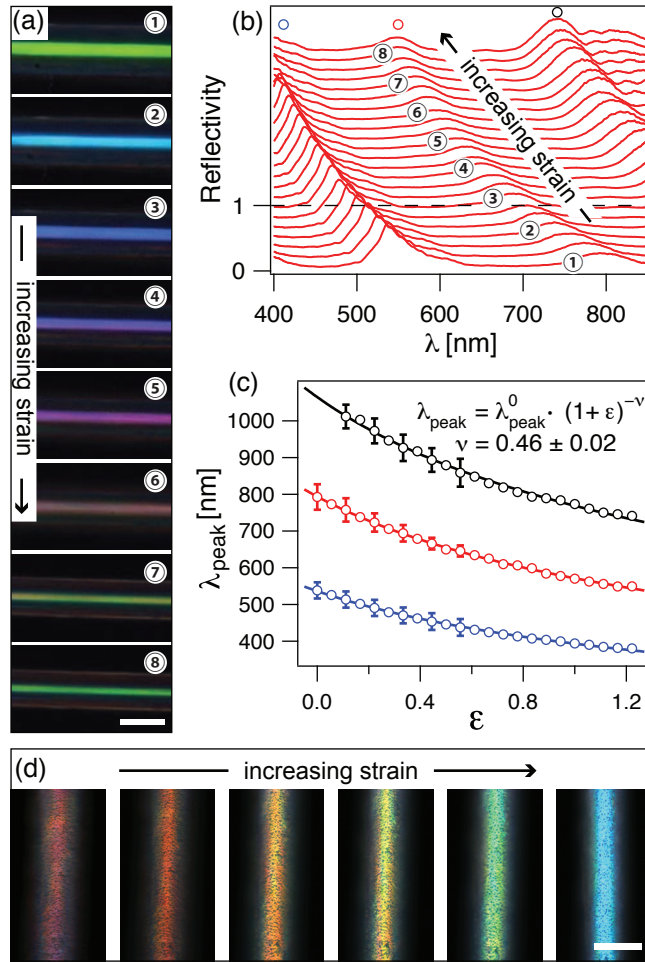 (a)
①
②
③
④
⑤
⑥
⑦
⑧
increasing strain
(b)
Reflectivity
1
0
⑧
⑦
⑥
⑤
④
③
②
①
increasing strain
400 500 600 700 800
λ [nm]
(c)
λpeak = λ⁰peak · (1+ ε)⁻ᵛ
ν = 0.46 ± 0.02
λpeak [nm]
1000
900
800
700
600
500
400
0.0 0.4 0.8 1.2
ε
(d)
increasing strain